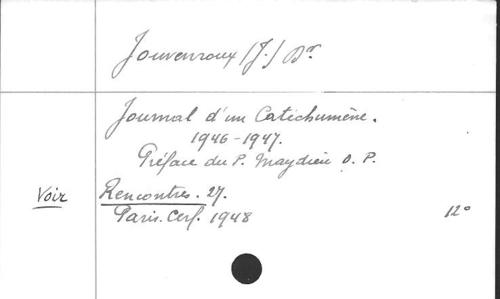 Jouvenroux (J.) Dr.
Journal d'un Catéchumène.
1946-1947.
Préface du P. Maydieu O. P.
Voir Rencontres. 27.
Paris. Cerf. 1948 12°